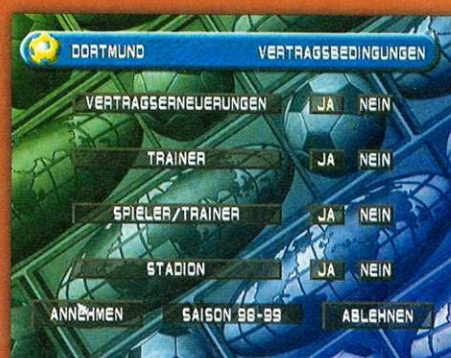 DORTMUND VERTRAGSBEDINGUNGEN
VERTRAGSERNEUERUNGEN JA NEIN
TRAINER JA NEIN
SPIELER/TRAINER JA NEIN
STADION JA NEIN
ANNEHMEN SAISON 98-99 ABLEHNEN